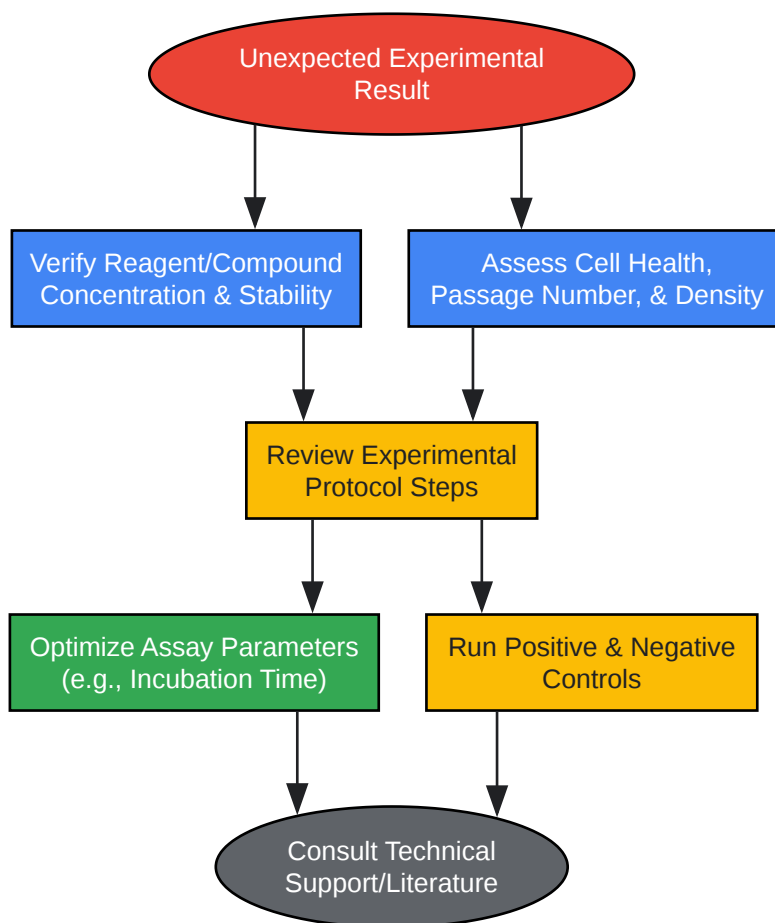 Unexpected Experimental
Result
Verify Reagent/Compound
Concentration & Stability
Assess Cell Health,
Passage Number, & Density
Review Experimental
Protocol Steps
Optimize Assay Parameters
(e.g., Incubation Time)
Run Positive & Negative
Controls
Consult Technical
Support/Literature